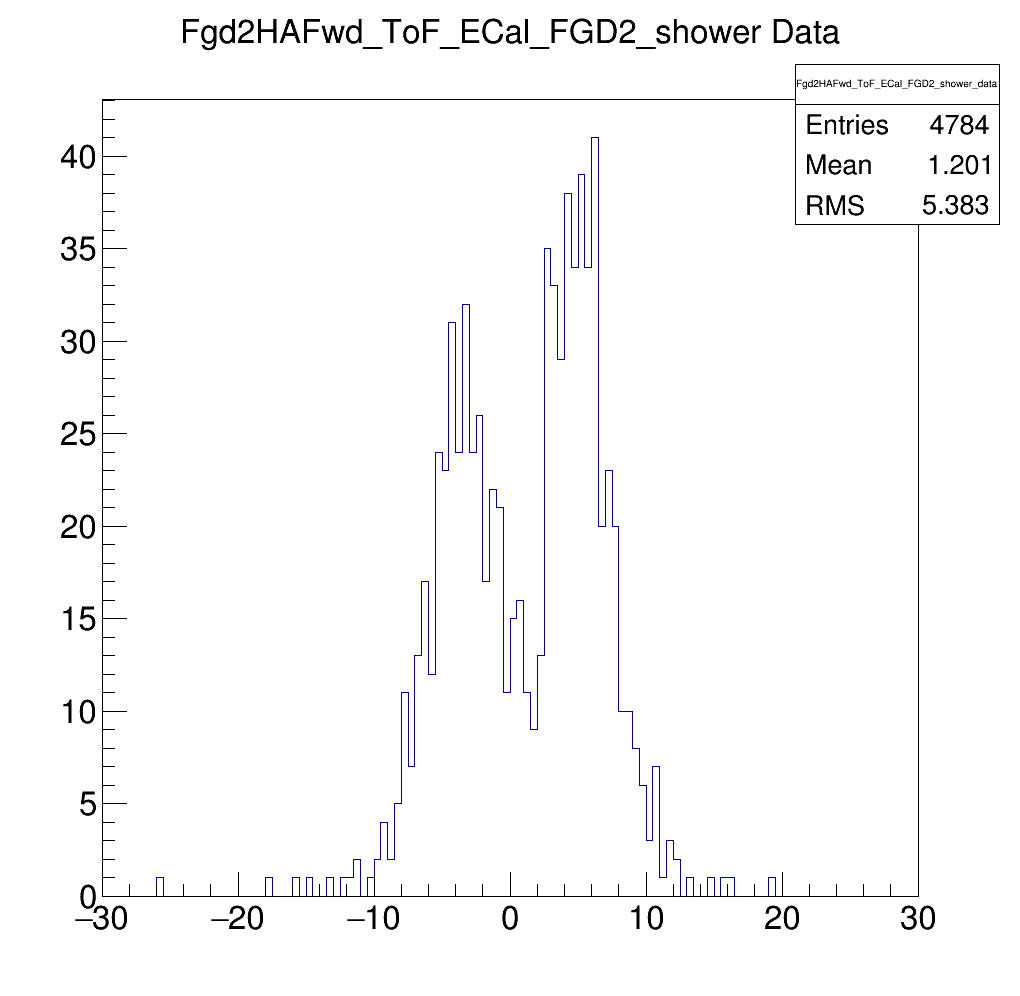 Fgd2HAFwd_ToF_ECal_FGD2_shower Data
Fgd2HAFwd_ToF_ECal_FGD2_shower_data
Entries 4784
Mean 1.201
RMS 5.383
40
35
30
25
20
15
10
5
0
−30 −20 −10 0 10 20 30